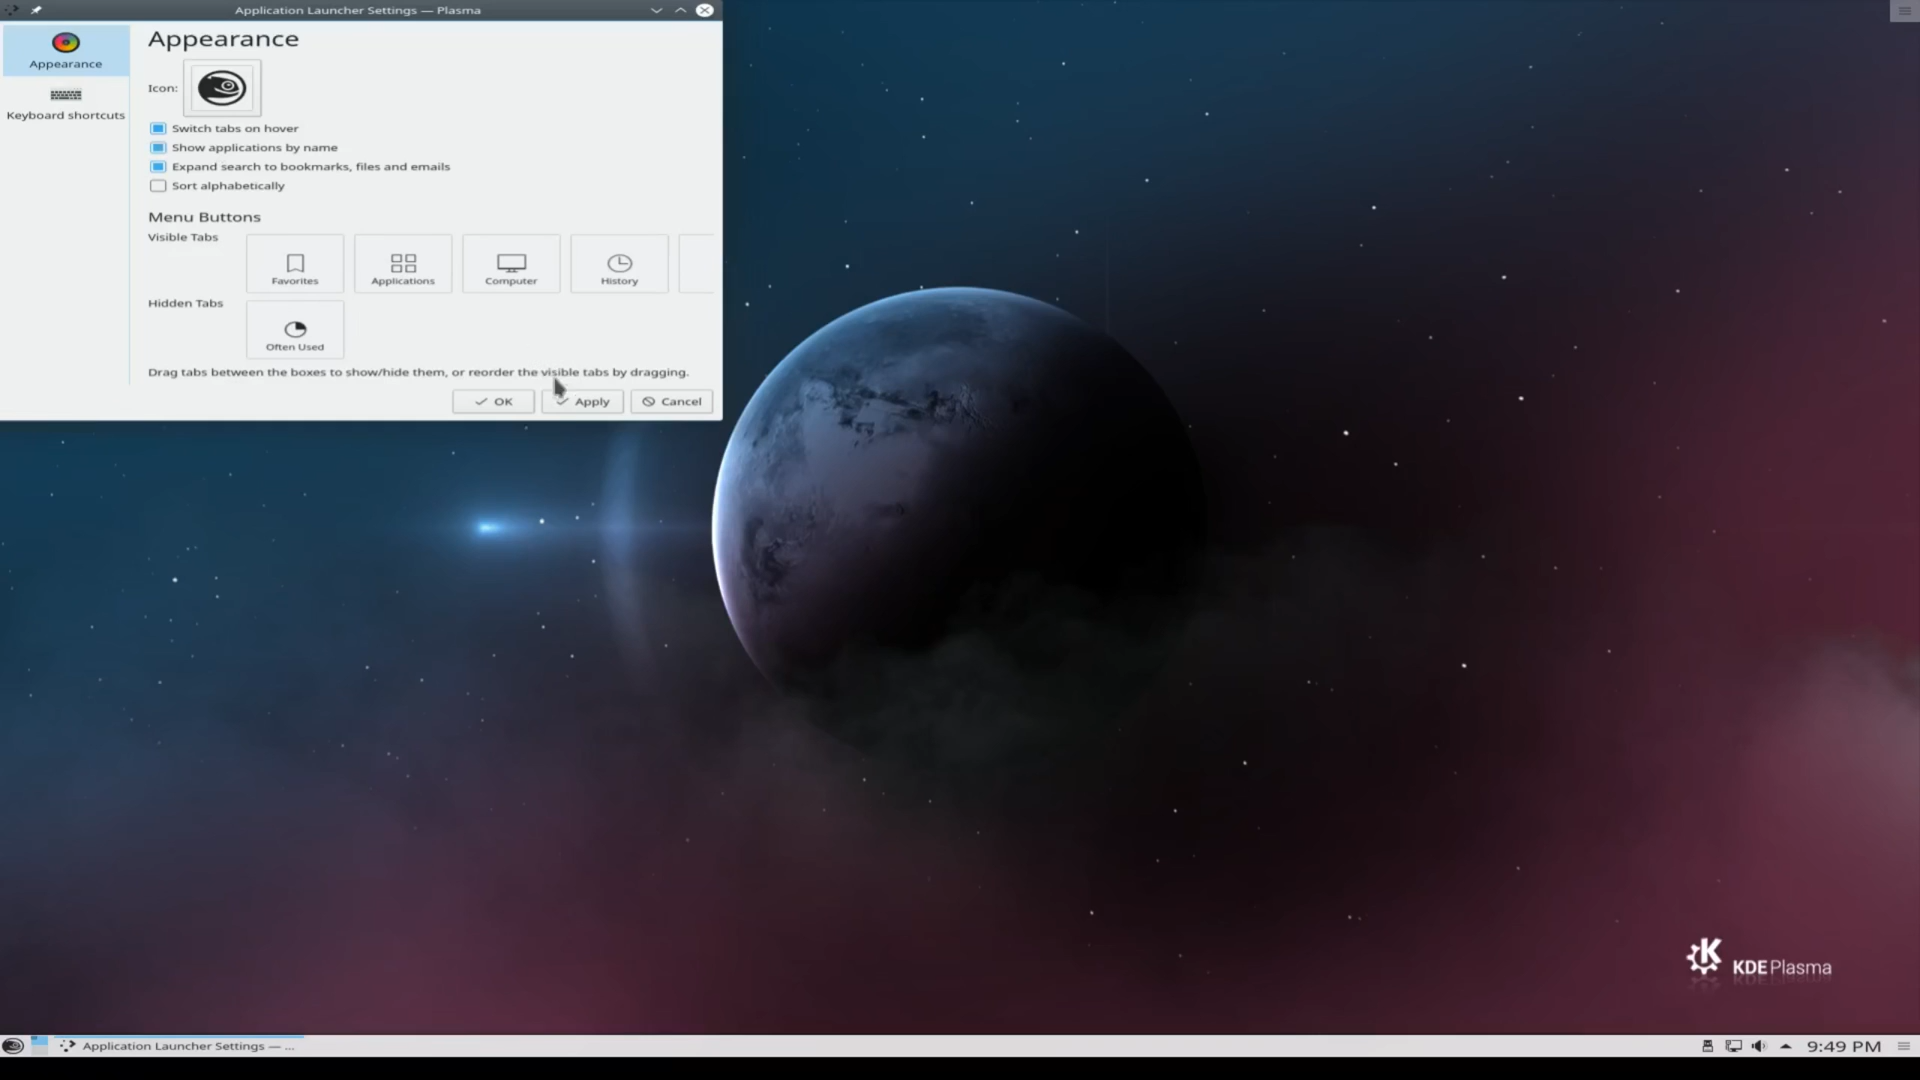 Application Launcher Settings — Plasma
Appearance
Keyboard shortcuts
Appearance
Icon:
Switch tabs on hover
Show applications by name
Expand search to bookmarks, files and emails
Sort alphabetically
Menu Buttons
Visible Tabs
Favorites
Applications
Computer
History
Hidden Tabs
Often Used
Drag tabs between the boxes to show/hide them, or reorder the visible tabs by dragging.
OK
Apply
Cancel
KDE Plasma
Application Launcher Settings — ...
9:49 PM